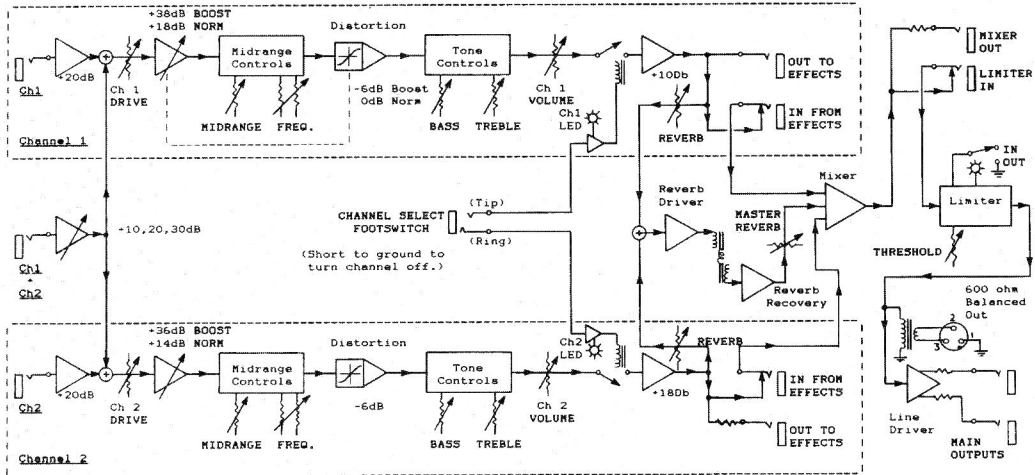 +38dB BOOST
+18dB NORM
Distortion
+20dB
Ch1
Ch 1
DRIVE
Midrange
Controls
MIDRANGE FREQ.
-6dB Boost
0dB Norm
Tone
Controls
BASS TREBLE
Ch 1
VOLUME
Ch1
LED
+10Db
REVERB
OUT TO
EFFECTS
IN FROM
EFFECTS
Channel 1
MIXER
OUT
LIMITER
IN
IN
OUT
Limiter
THRESHOLD
Ch1
+
Ch2
+10,20,30dB
CHANNEL SELECT
FOOTSWITCH
(Tip)
(Ring)
(Short to ground to
turn channel off.)
Reverb
Driver
MASTER
REVERB
Reverb
Recovery
Mixer
600 ohm
Balanced
Out
2
3
1
Line
Driver
MAIN
OUTPUTS
+36dB BOOST
+14dB NORM
Distortion
+20dB
Ch2
Ch 2
DRIVE
Midrange
Controls
MIDRANGE FREQ.
-6dB
Tone
Controls
BASS TREBLE
Ch 2
VOLUME
Ch2
LED
+18Db
REVERB
IN FROM
EFFECTS
OUT TO
EFFECTS
Channel 2